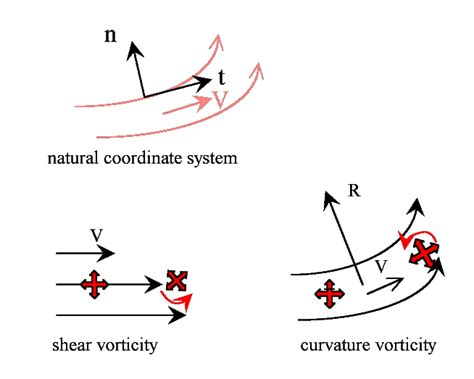 n
t
V
natural coordinate system
R
V
V
shear vorticity
curvature vorticity